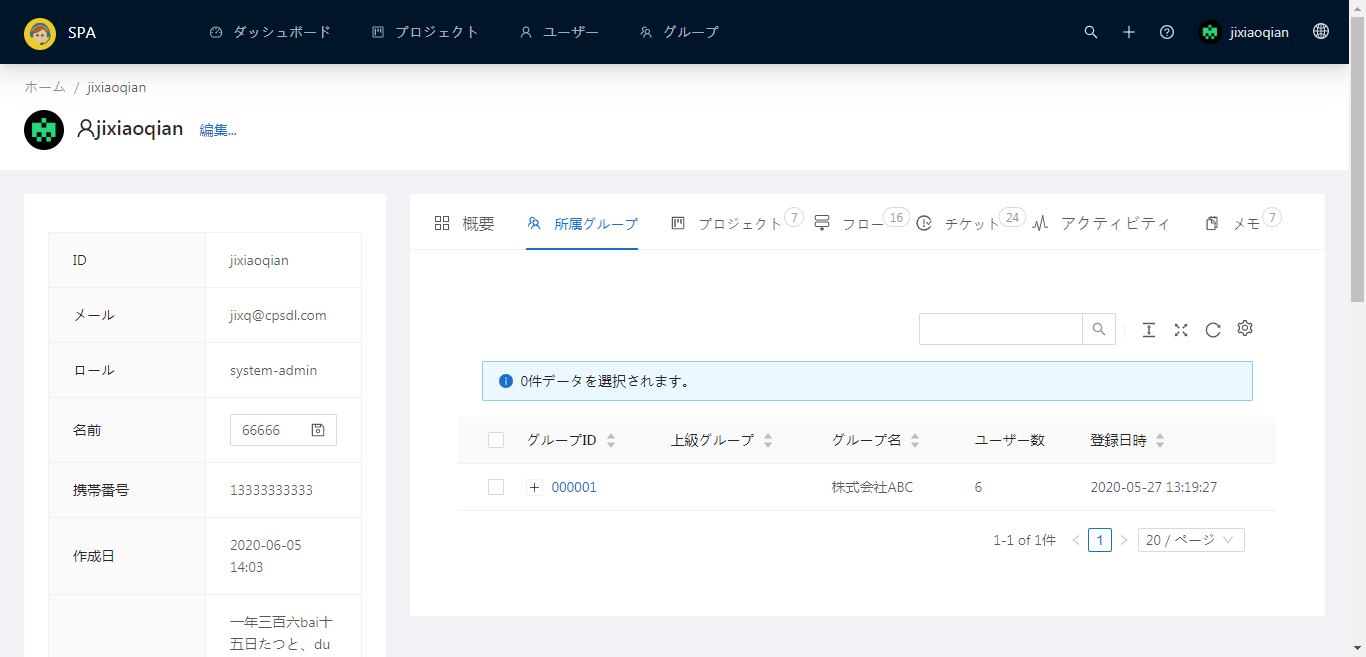 SPA ダッシュボード プロジェクト ユーザー グループ jixiaoqian
ホーム / jixiaoqian
jixiaoqian 編集...
概要 所属グループ プロジェクト 7 フロー 16 チケット 24 アクティビティ メモ 7
ID jixiaoqian
メール jixq@cpsdl.com
ロール system-admin
名前 66666
携帯番号 13333333333
作成日 2020-06-05
14:03
一年三百六bai十
五日たつと、du
0件データを選択されます。
グループID 上級グループ グループ名 ユーザー数 登録日時
000001 株式会社ABC 6 2020-05-27 13:19:27
1-1 of 1件 1 20 / ページ